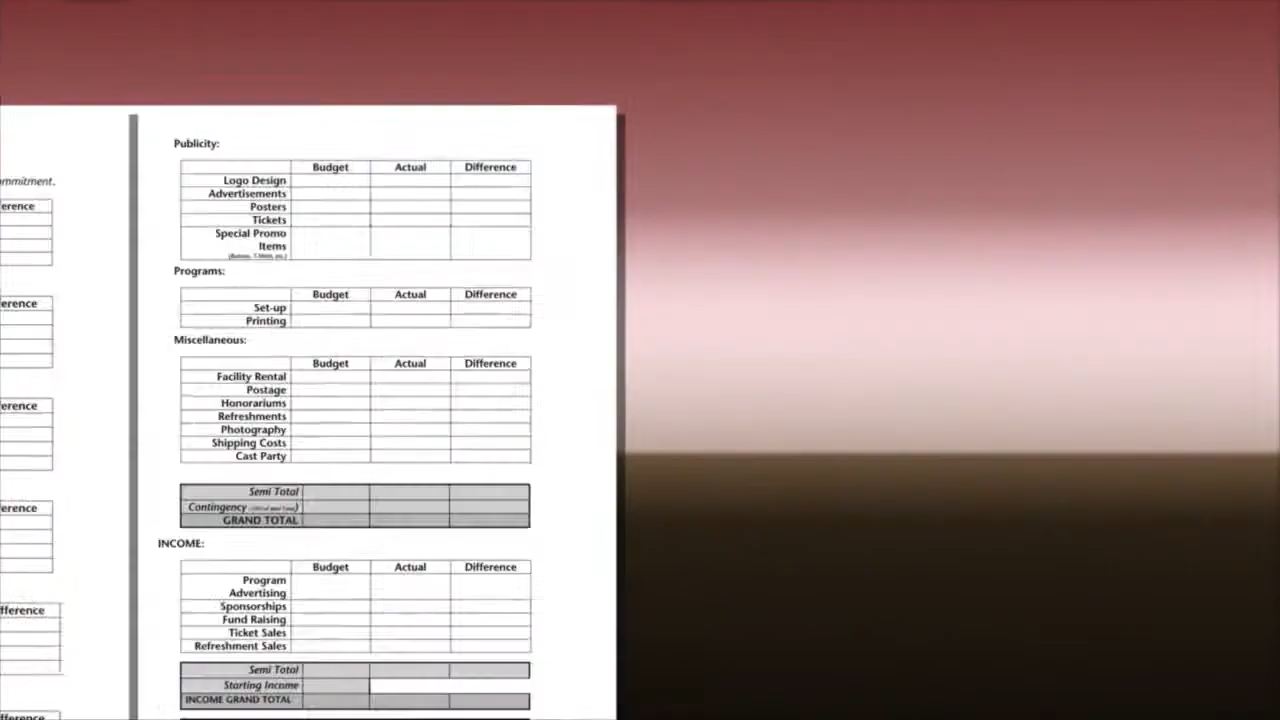 ommitment.
erence
erence
erence
erence
fference
fference
Publicity:
Budget Actual Difference
Logo Design
Advertisements
Posters
Tickets
Special Promo
Items
Programs:
Budget Actual Difference
Set-up
Printing
Miscellaneous:
Budget Actual Difference
Facility Rental
Postage
Honorariums
Refreshments
Photography
Shipping Costs
Cast Party
Semi Total
Contingency
GRAND TOTAL
INCOME:
Budget Actual Difference
Program
Advertising
Sponsorships
Fund Raising
Ticket Sales
Refreshment Sales
Semi Total
Starting Income
INCOME GRAND TOTAL